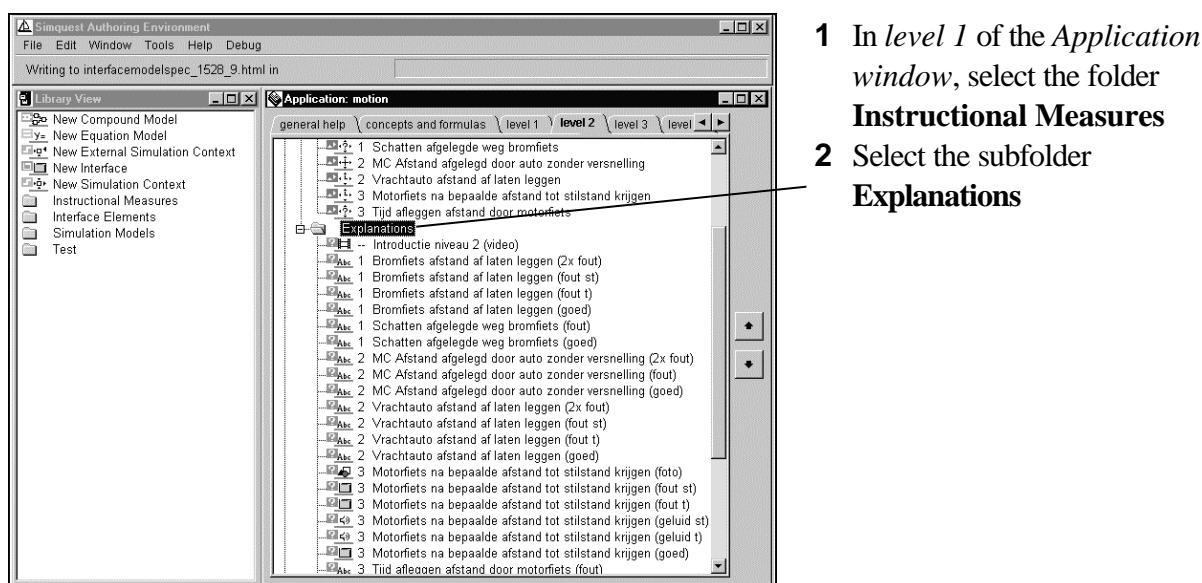 Simquest Authoring Environment
File Edit Window Tools Help Debug
Writing to interfacemodelspec_1528_9.html in
Library View
New Compound Model
New Equation Model
New External Simulation Context
New Interface
New Simulation Context
Instructional Measures
Interface Elements
Simulation Models
Test
Application: motion
general help concepts and formulas level 1 level 2 level 3 level
1 Schatten afgelegde weg bromfiets
2 MC Afstand afgelegd door auto zonder versnelling
2 Vrachtauto afstand af laten leggen
3 Motorfiets na bepaalde afstand tot stilstand krijgen
3 Tijd afleggen afstand door motorfiets
Explanations
-- Introductie niveau 2 (video)
Abc 1 Bromfiets afstand af laten leggen (2x fout)
Abc 1 Bromfiets afstand af laten leggen (fout st)
Abc 1 Bromfiets afstand af laten leggen (fout t)
Abc 1 Bromfiets afstand af laten leggen (goed)
Abc 1 Schatten afgelegde weg bromfiets (fout)
Abc 1 Schatten afgelegde weg bromfiets (goed)
Abc 2 MC Afstand afgelegd door auto zonder versnelling (2x fout)
Abc 2 MC Afstand afgelegd door auto zonder versnelling (fout)
Abc 2 MC Afstand afgelegd door auto zonder versnelling (goed)
Abc 2 Vrachtauto afstand af laten leggen (2x fout)
Abc 2 Vrachtauto afstand af laten leggen (fout st)
Abc 2 Vrachtauto afstand af laten leggen (fout t)
Abc 2 Vrachtauto afstand af laten leggen (goed)
3 Motorfiets na bepaalde afstand tot stilstand krijgen (foto)
3 Motorfiets na bepaalde afstand tot stilstand krijgen (fout st)
3 Motorfiets na bepaalde afstand tot stilstand krijgen (fout t)
3 Motorfiets na bepaalde afstand tot stilstand krijgen (geluid st)
3 Motorfiets na bepaalde afstand tot stilstand krijgen (geluid t)
3 Motorfiets na bepaalde afstand tot stilstand krijgen (goed)
Abc 3 Tijd afleggen afstand door motorfiets (fout)
1 In level 1 of the Application
window, select the folder
Instructional Measures
2 Select the subfolder
Explanations